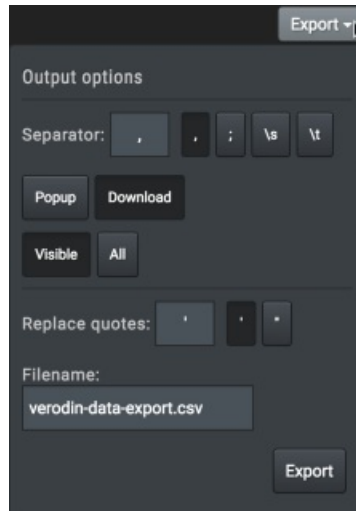 Export
Output options
Separator: , , ; \s \t
Popup Download
Visible All
Replace quotes: ' ' "
Filename:
verodin-data-export.csv
Export